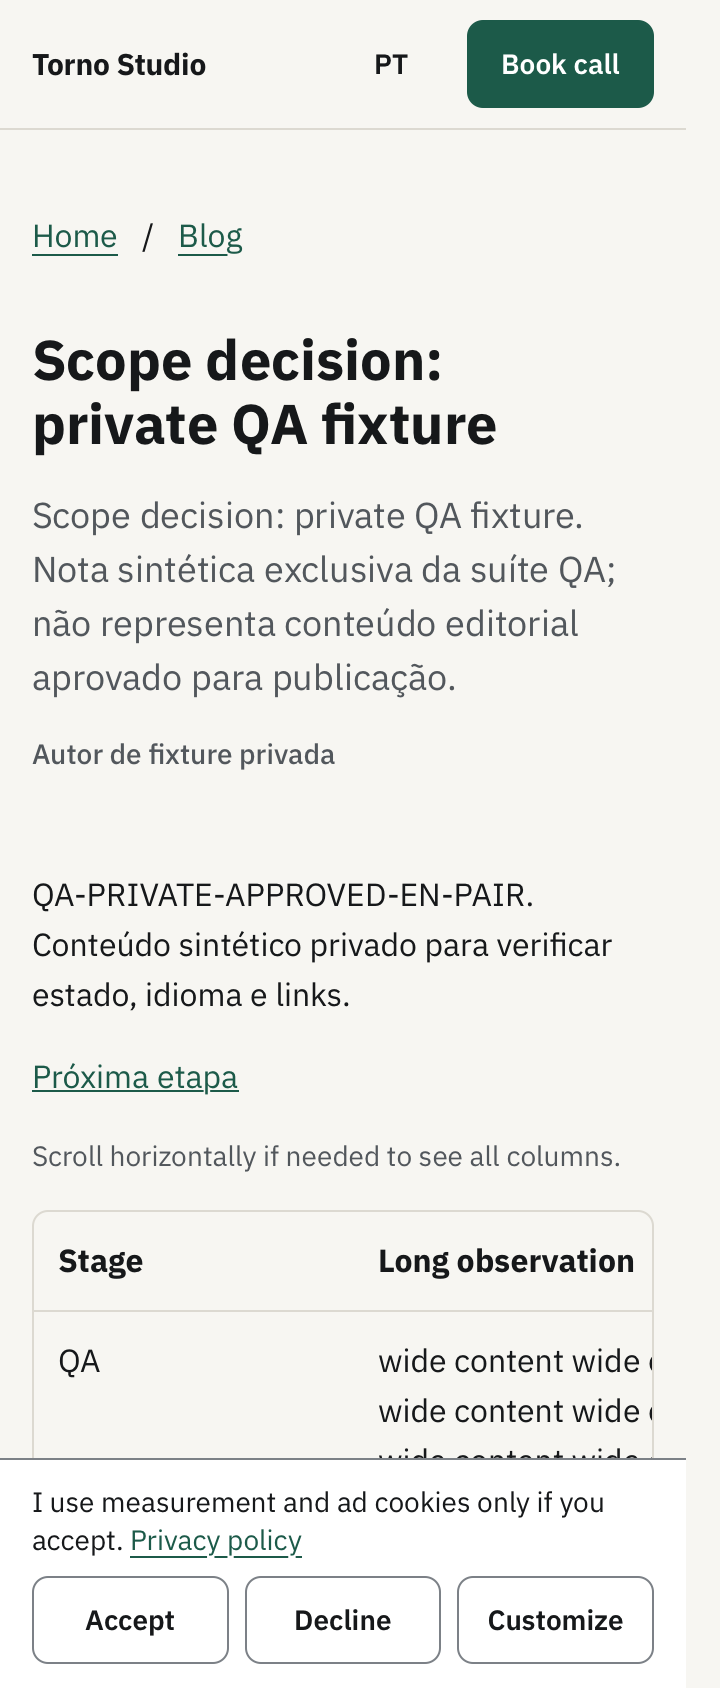 Torno Studio
PT
Book call
Home / Blog
Scope decision:
private QA fixture
Scope decision: private QA fixture.
Nota sintética exclusiva da suíte QA;
não representa conteúdo editorial
aprovado para publicação.
Autor de fixture privada
QA-PRIVATE-APPROVED-EN-PAIR.
Conteúdo sintético privado para verificar
estado, idioma e links.
Próxima etapa
Scroll horizontally if needed to see all columns.
Stage
Long observation
QA
wide content wide
wide content wide
wide content wide
I use measurement and ad cookies only if you
accept. Privacy policy
Accept
Decline
Customize